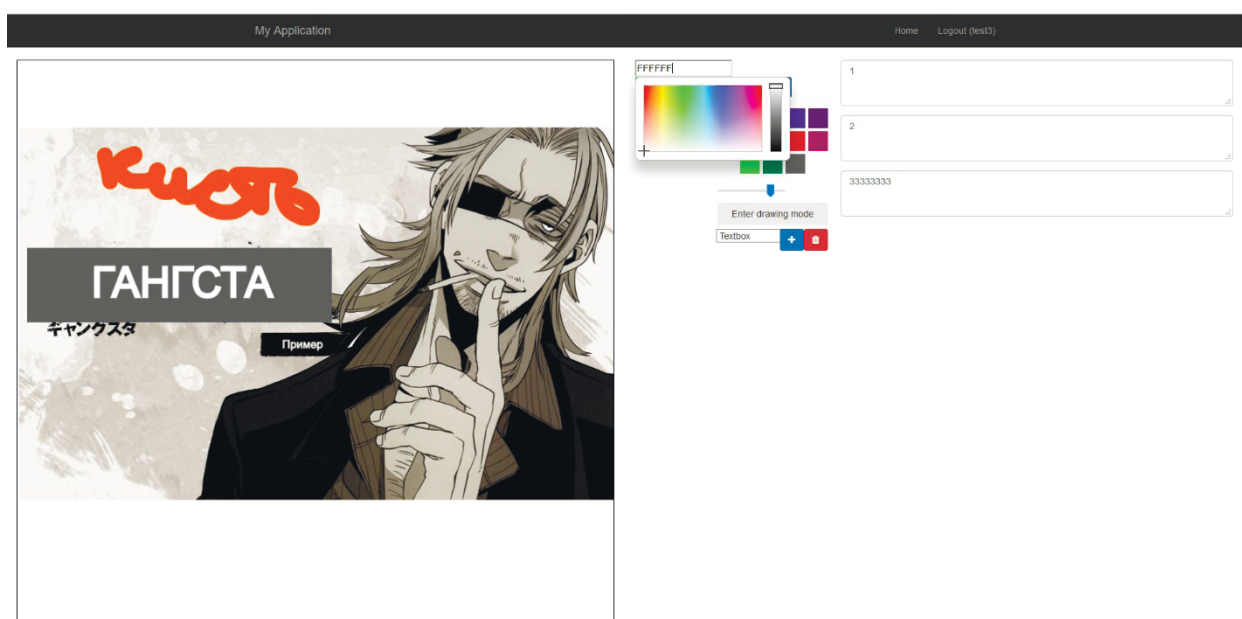 My Application
Home
Logout (test3)
кисть
ГАНГСТА
ギャングスタ
Пример
FFFFFF
Enter drawing mode
Textbox
+
1
2
33333333